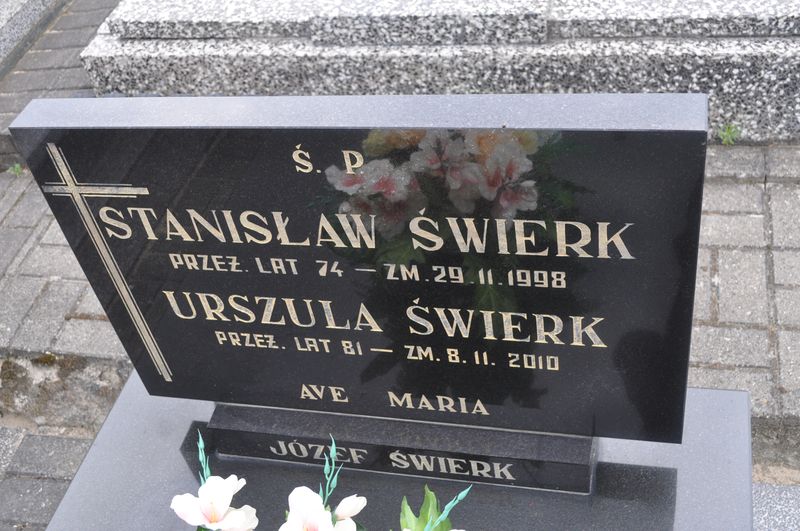 Ś. P.
STANISŁAW ŚWIERK
PRZEŻ. LAT 74 – ZM. 29.11.1998
URSZULA ŚWIERK
PRZEŻ. LAT 81 – ZM. 8.11.2010
AVE MARIA
JÓZEF ŚWIERK